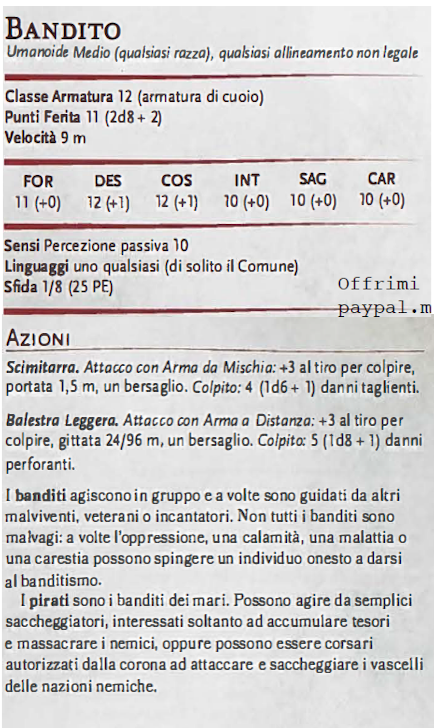 BANDITO
Umanoide Medio (qualsiasi razza), qualsiasi allineamento non legale
Classe Armatura 12 (armatura di cuoio)
Punti Ferita 11 (2d8 + 2)
Velocità 9 m
FOR DES COS INT SAG CAR
11 (+0) 12 (+1) 12 (+1) 10 (+0) 10 (+0) 10 (+0)
Sensi Percezione passiva 10
Linguaggi uno qualsiasi (di solito il Comune)
Sfida 1/8 (25 PE)
Offrimi
paypal.m
AZIONI
Scimitarra. Attacco con Arma da Mischia: +3 al tiro per colpire,
portata 1,5 m, un bersaglio. Colpito: 4 (1d6 + 1) danni taglienti.
Balestra Leggera. Attacco con Arma a Distanza: +3 al tiro per
colpire, gittata 24/96 m, un bersaglio. Colpito: 5 (1d8 + 1) danni
perforanti.
I banditi agiscono in gruppo e a volte sono guidati da altri
malviventi, veterani o incantatori. Non tutti i banditi sono
malvagi: a volte l'oppressione, una calamità, una malattia o
una carestia possono spingere un individuo onesto a darsi
al banditismo.
I pirati sono i banditi dei mari. Possono agire da semplici
saccheggiatori, interessati soltanto ad accumulare tesori
e massacrare i nemici, oppure possono essere corsari
autorizzati dalla corona ad attaccare e saccheggiare i vascelli
delle nazioni nemiche.